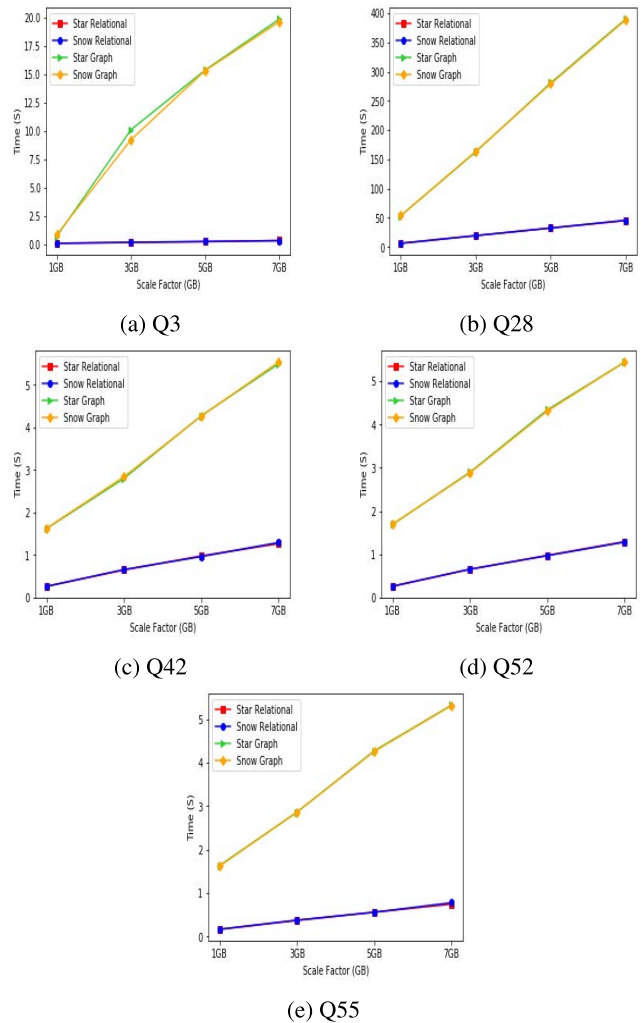 20.0
17.5
15.0
12.5
10.0
7.5
5.0
2.5
0.0
Time (S)
Star Relational
Snow Relational
Star Graph
Snow Graph
1GB 3GB 5GB 7GB
Scale Factor (GB)
(a) Q3
400
350
300
250
200
150
100
50
0
Time (S)
Star Relational
Snow Relational
Star Graph
Snow Graph
1GB 3GB 5GB 7GB
Scale Factor (GB)
(b) Q28
5
4
3
2
1
0
Time (S)
Star Relational
Snow Relational
Star Graph
Snow Graph
1GB 3GB 5GB 7GB
Scale Factor (GB)
(c) Q42
5
4
3
2
1
0
Time (S)
Star Relational
Snow Relational
Star Graph
Snow Graph
1GB 3GB 5GB 7GB
Scale Factor (GB)
(d) Q52
5
4
3
2
1
0
Time (S)
Star Relational
Snow Relational
Star Graph
Snow Graph
1GB 3GB 5GB 7GB
Scale Factor (GB)
(e) Q55